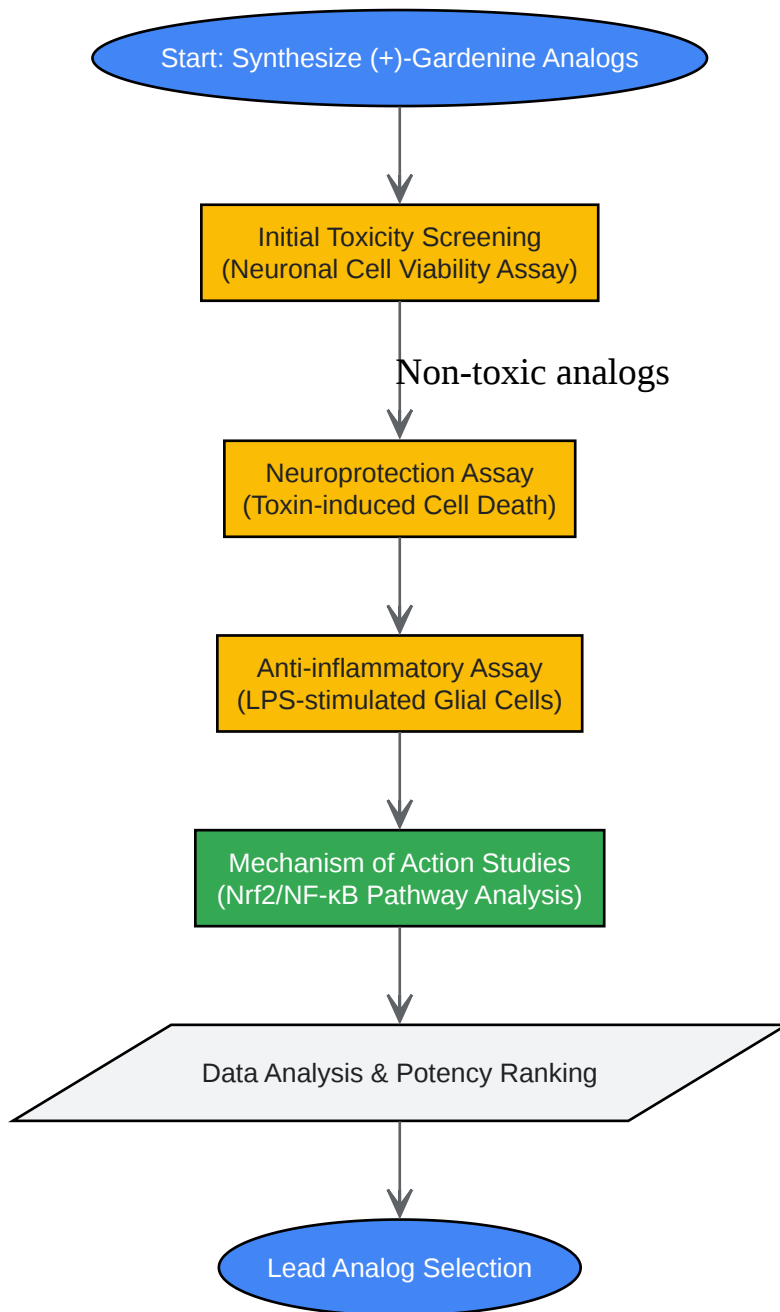 Start: Synthesize (+)-Gardenine Analogs
Initial Toxicity Screening
(Neuronal Cell Viability Assay)
Non-toxic analogs
Neuroprotection Assay
(Toxin-induced Cell Death)
Anti-inflammatory Assay
(LPS-stimulated Glial Cells)
Mechanism of Action Studies
(Nrf2/NF-κB Pathway Analysis)
Data Analysis & Potency Ranking
Lead Analog Selection